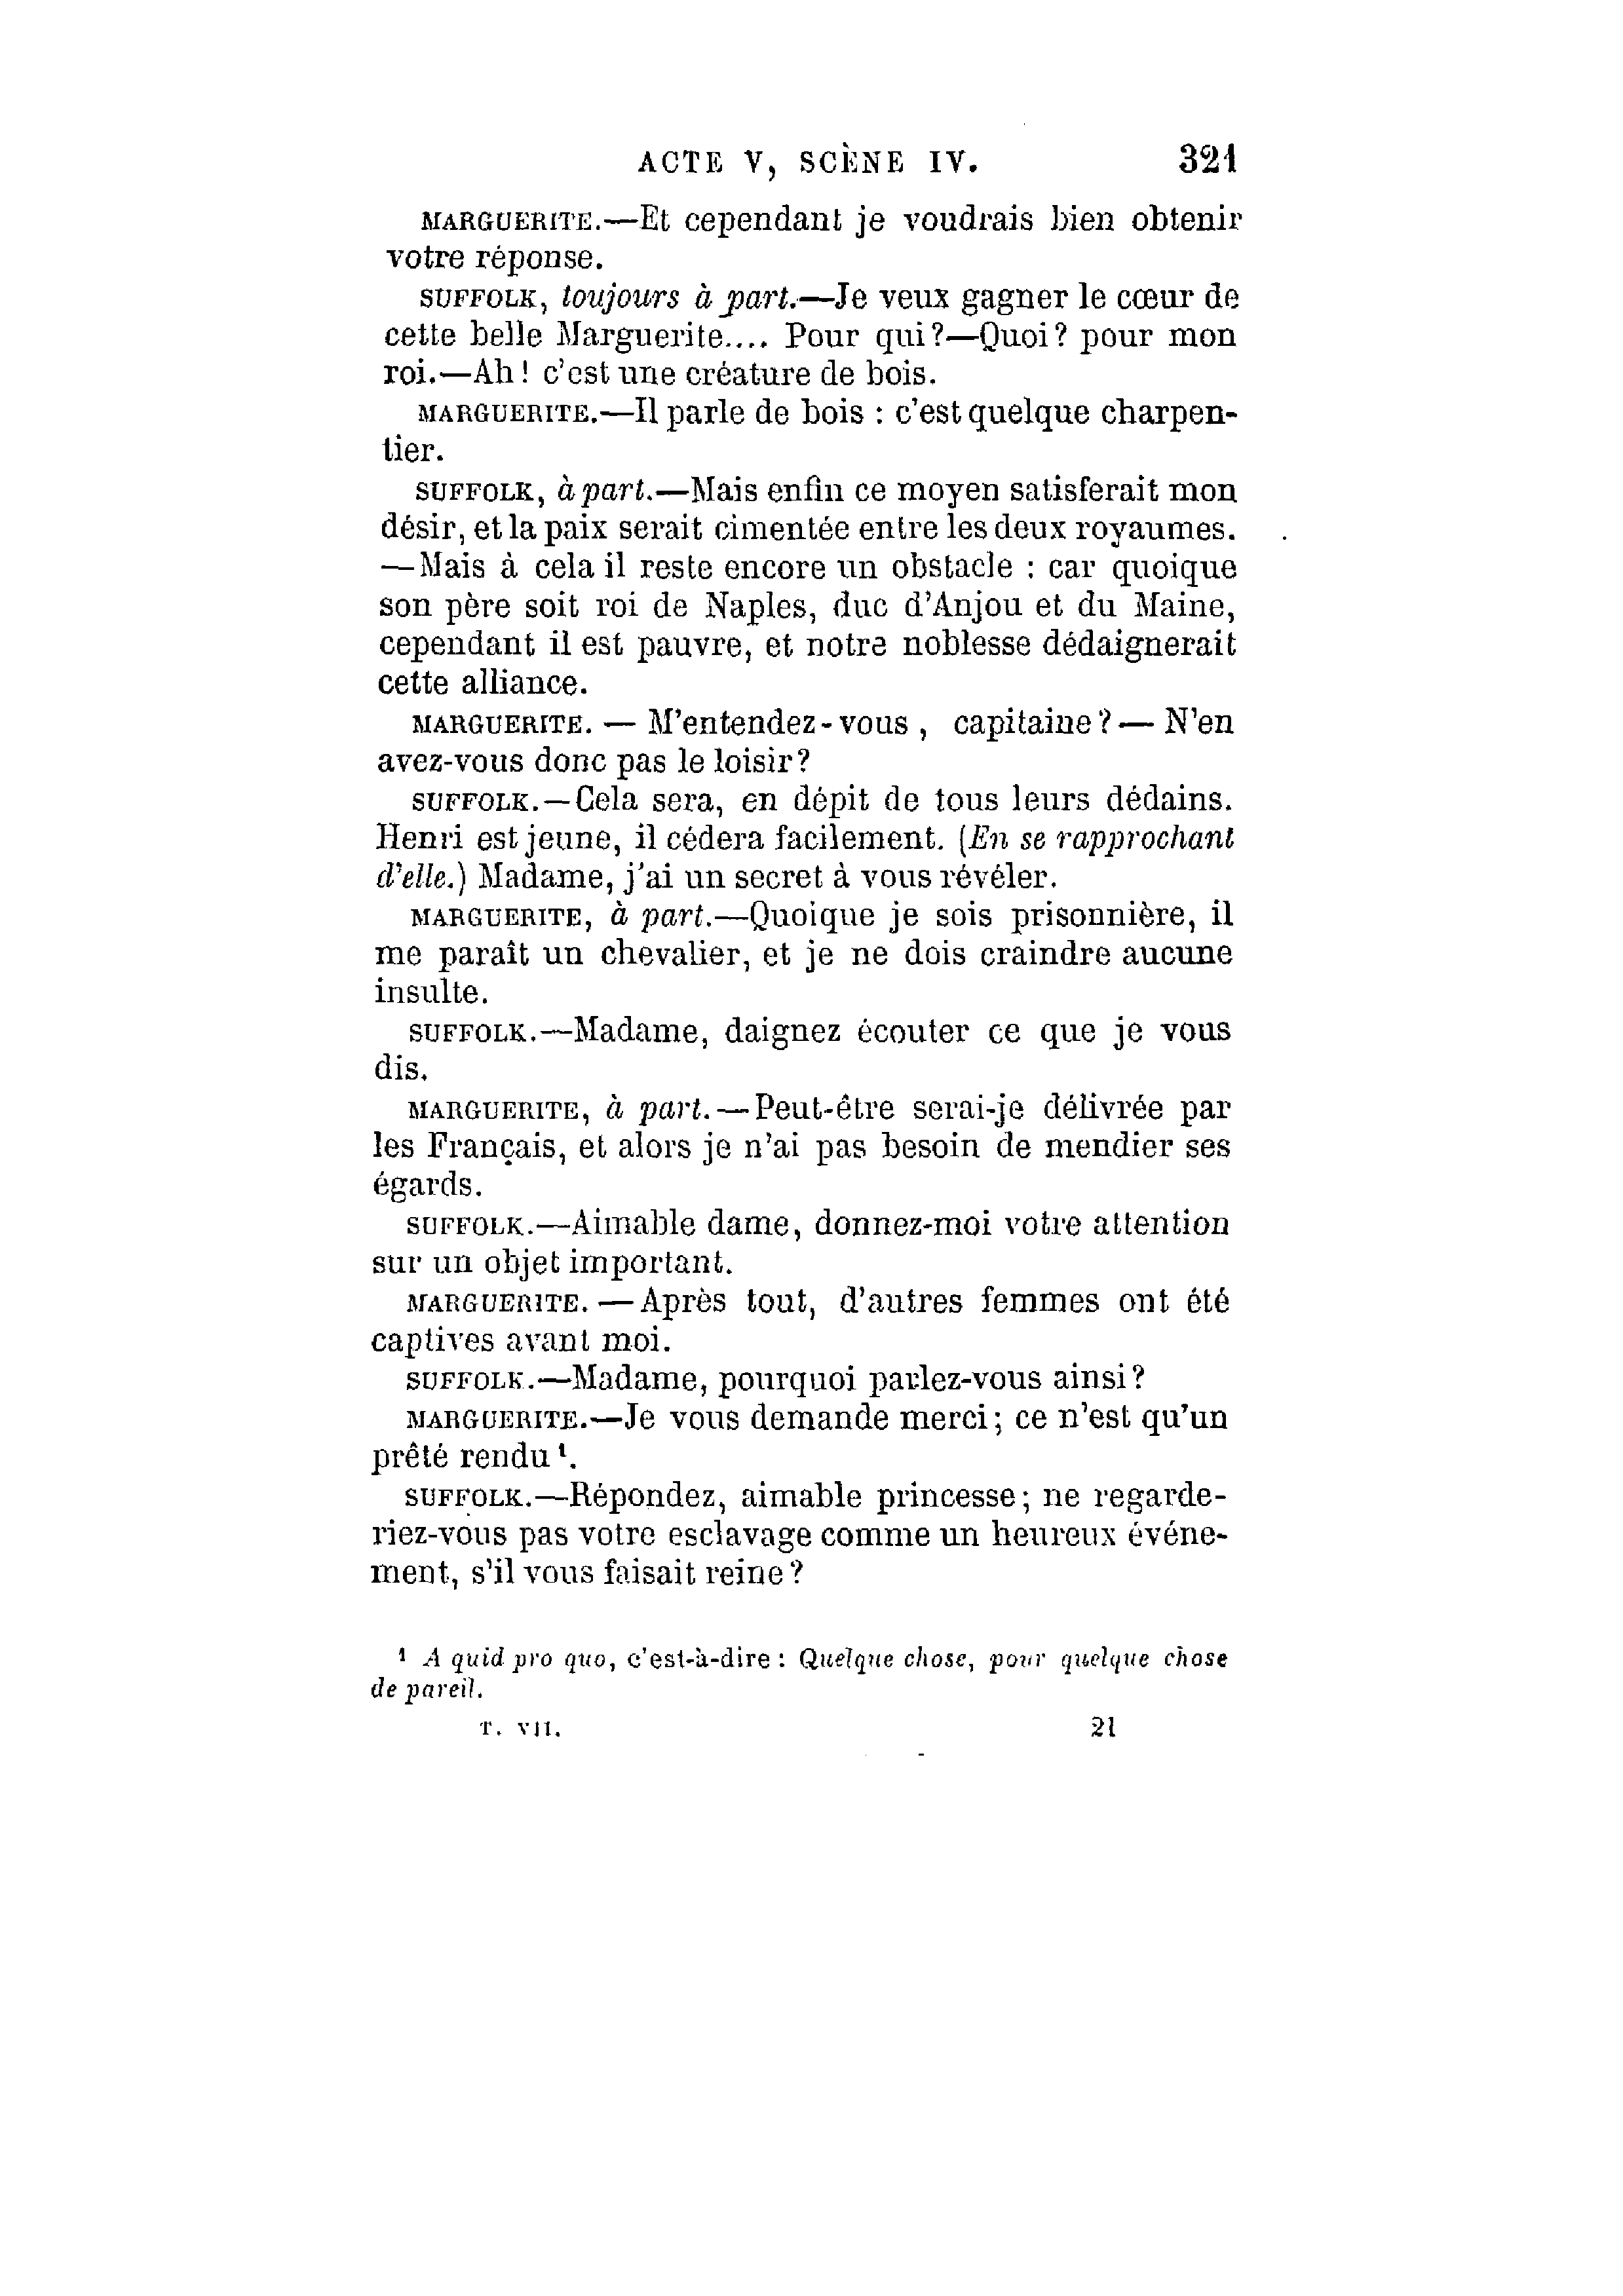 ACTE V, SCÈNE IV. 321
MARGUERITE.—Et cependant je voudrais bien obtenir
votre réponse.
SUFFOLK, toujours à part.—Je veux gagner le cœur de
cette belle Marguerite.... Pour qui?—Quoi? pour mon
roi.—Ah! c'est une créature de bois.
MARGUERITE.—Il parle de bois : c'est quelque charpen-
tier.
SUFFOLK, à part.—Mais enfin ce moyen satisferait mon
désir, et la paix serait cimentée entre les deux royaumes.
—Mais à cela il reste encore un obstacle : car quoique
son père soit roi de Naples, duc d'Anjou et du Maine,
cependant il est pauvre, et notre noblesse dédaignerait
cette alliance.
MARGUERITE. — M'entendez-vous, capitaine?— N'en
avez-vous donc pas le loisir?
SUFFOLK.—Cela sera, en dépit de tous leurs dédains.
Henri est jeune, il cédera facilement. (En se rapprochant
d'elle.) Madame, j'ai un secret à vous révéler.
MARGUERITE, à part.—Quoique je sois prisonnière, il
me paraît un chevalier, et je ne dois craindre aucune
insulte.
SUFFOLK.—Madame, daignez écouter ce que je vous
dis.
MARGUERITE, à part.—Peut-être serai-je délivrée par
les Français, et alors je n'ai pas besoin de mendier ses
égards.
SUFFOLK.—Aimable dame, donnez-moi votre attention
sur un objet important.
MARGUERITE.—Après tout, d'autres femmes ont été
captives avant moi.
SUFFOLK.—Madame, pourquoi parlez-vous ainsi?
MARGUERITE.—Je vous demande merci; ce n'est qu'un
prêté rendu ¹.
SUFFOLK.—Répondez, aimable princesse; ne regarde-
riez-vous pas votre esclavage comme un heureux événe-
ment, s'il vous faisait reine?
¹ A quid pro quo, c'est-à-dire : Quelque chose, pour quelque chose
de pareil.
T. VII. 21